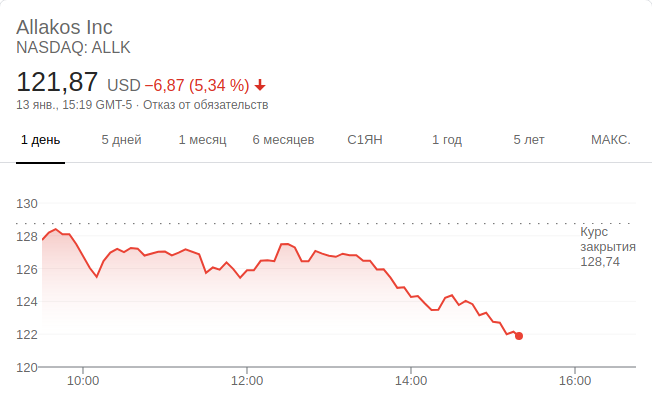 Allakos Inc
NASDAQ: ALLK
121,87 USD −6,87 (5,34 %)
13 янв., 15:19 GMT-5 · Отказ от обязательств
1 день 5 дней 1 месяц 6 месяцев С1ЯН 1 год 5 лет МАКС.
130
128
126
124
122
120
Курс
закрытия
128,74
10:00 12:00 14:00 16:00